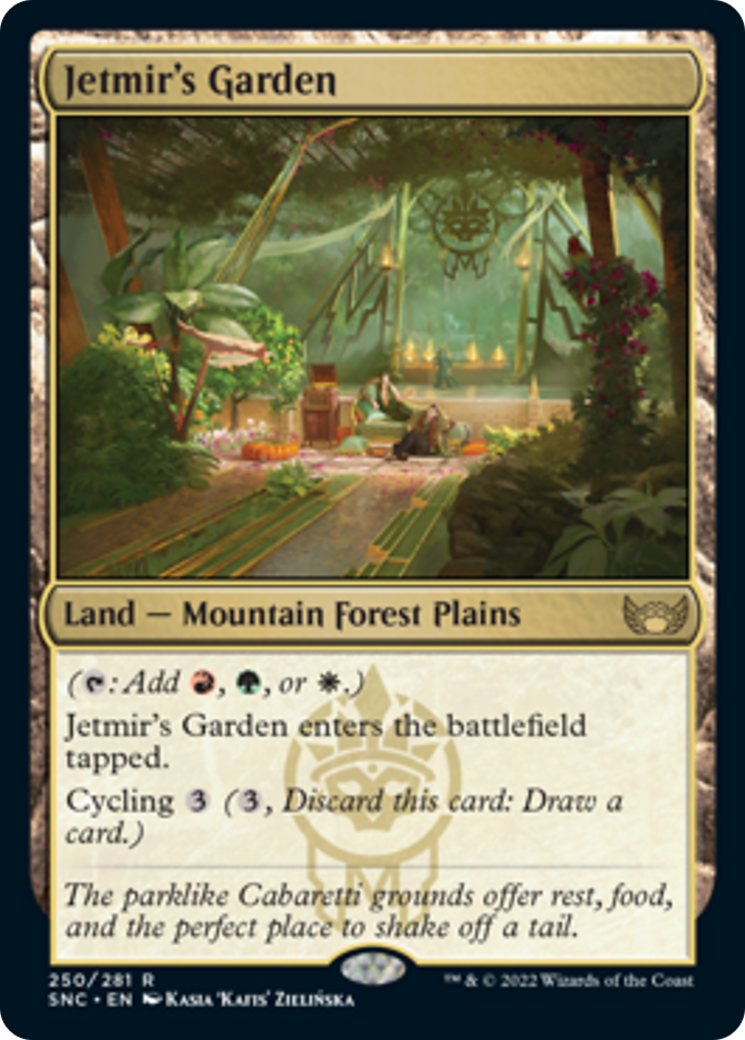 Jetmir's Garden
Land — Mountain Forest Plains
(: Add , , or .)
Jetmir's Garden enters the battlefield
tapped.
Cycling 3 (3, Discard this card: Draw a
card.)
The parklike Cabaretti grounds offer rest, food,
and the perfect place to shake off a tail.
250/281 R
SNC • EN Kasia 'Kafis' Zielińska
™ & © 2022 Wizards of the Coast